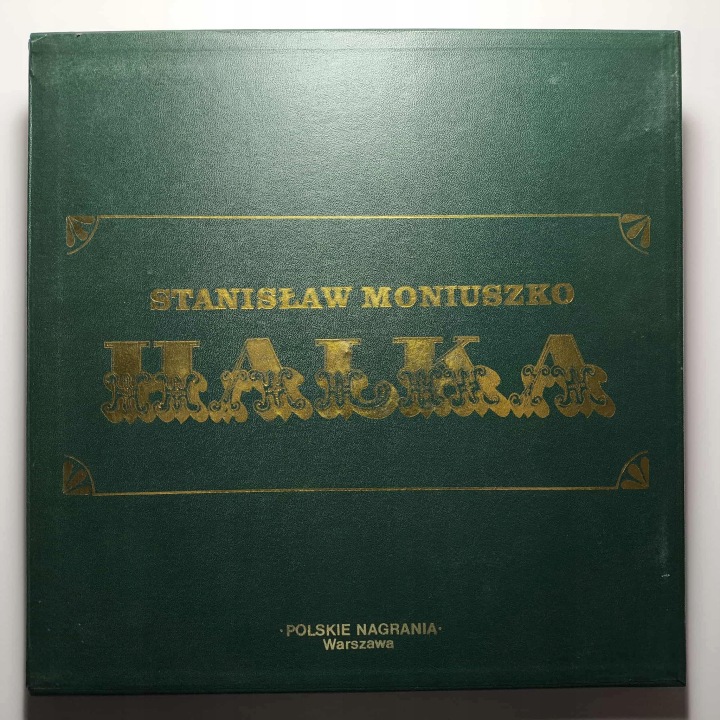 STANISŁAW MONIUSZKO
HALKA
·POLSKIE NAGRANIA·
Warszawa